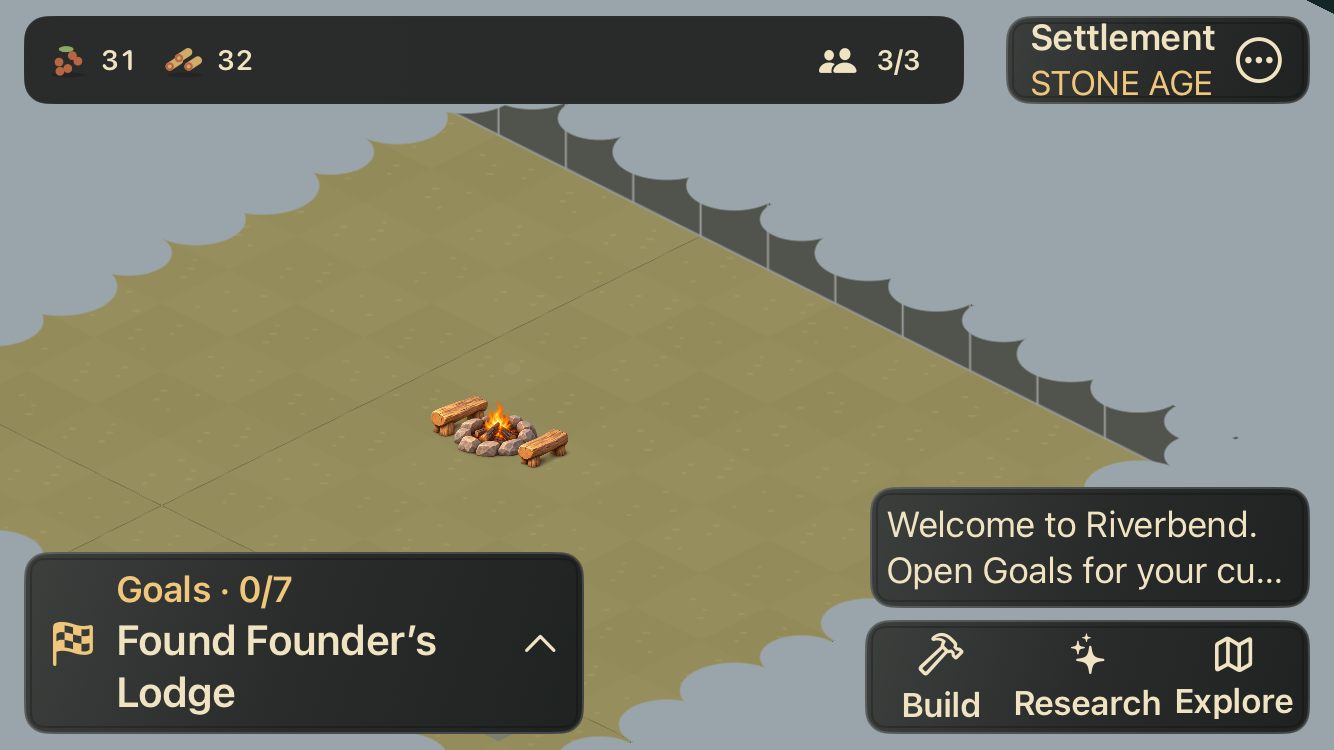 31
32
3/3
Settlement
STONE AGE
Welcome to Riverbend.
Open Goals for your cu...
Goals · 0/7
Found Founder’s
Lodge
Build
Research
Explore